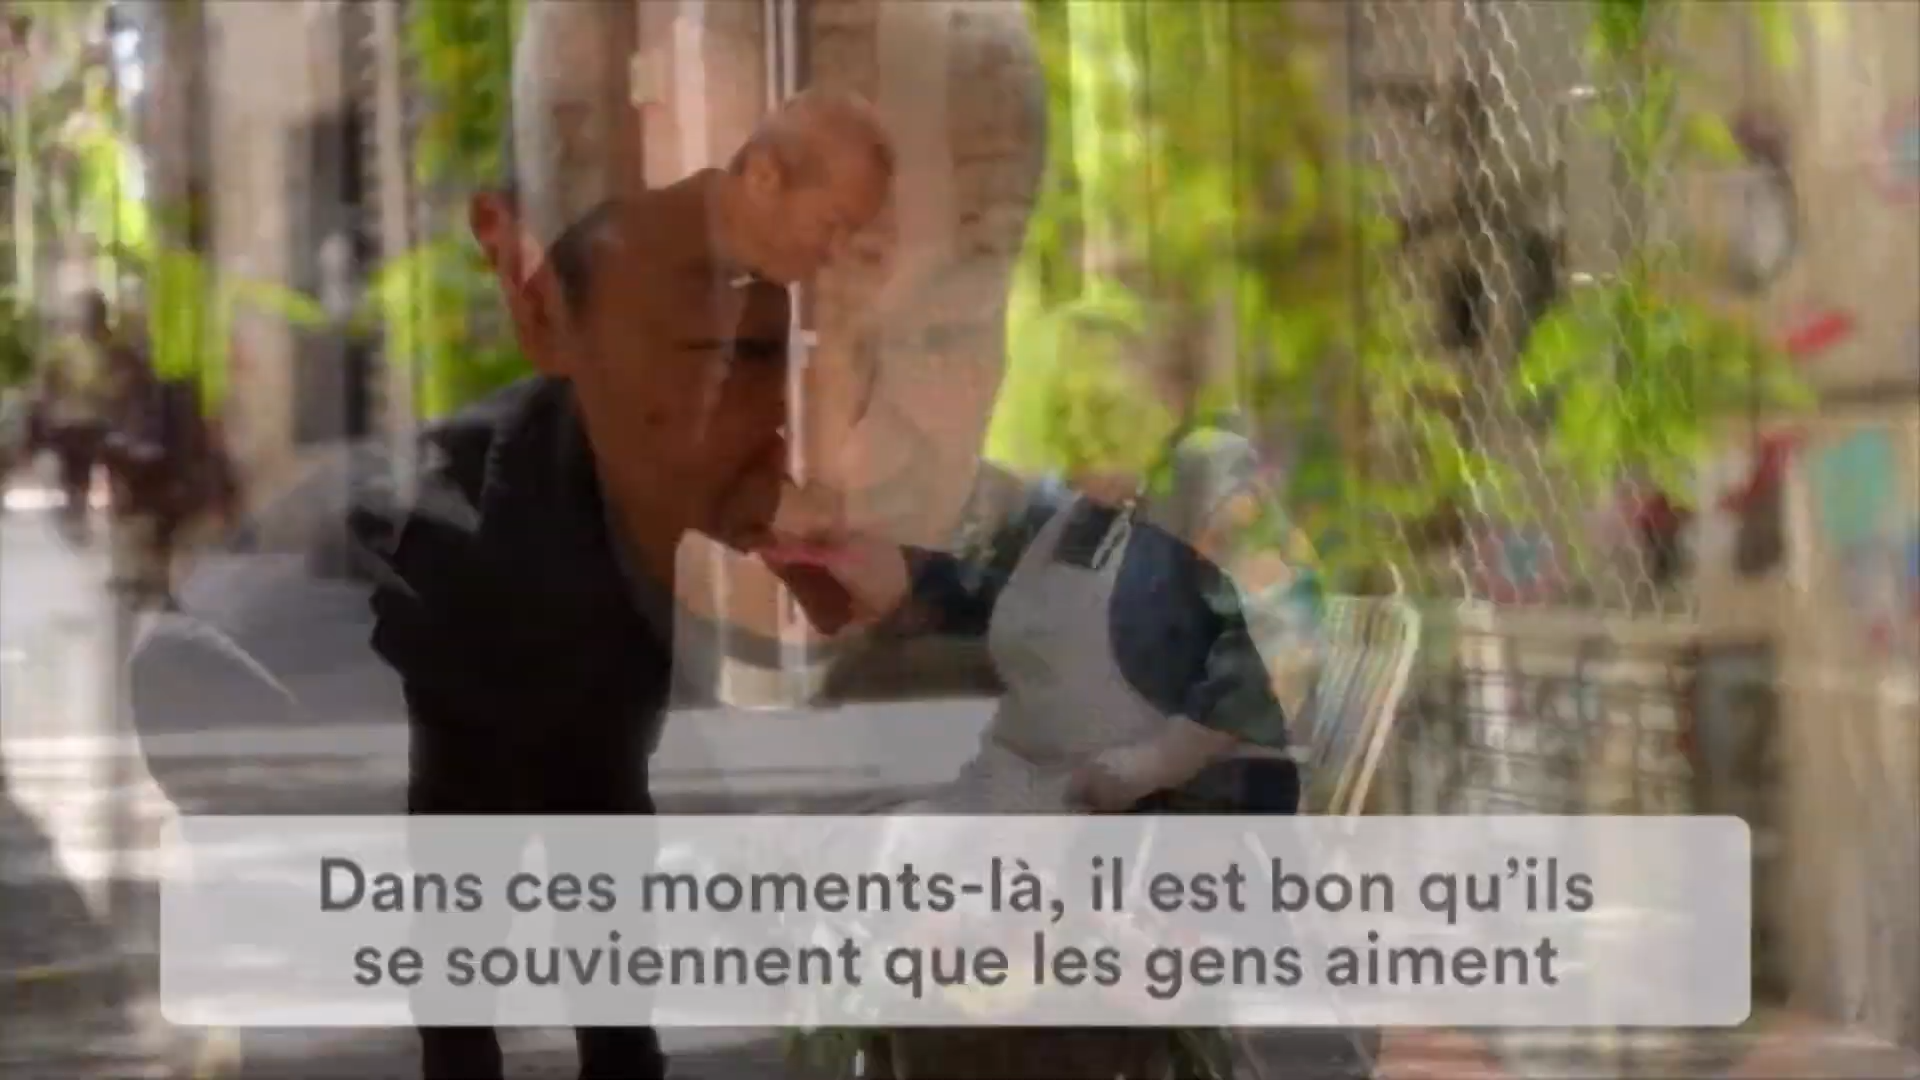 Dans ces moments-là, il est bon qu’ils
se souviennent que les gens aiment